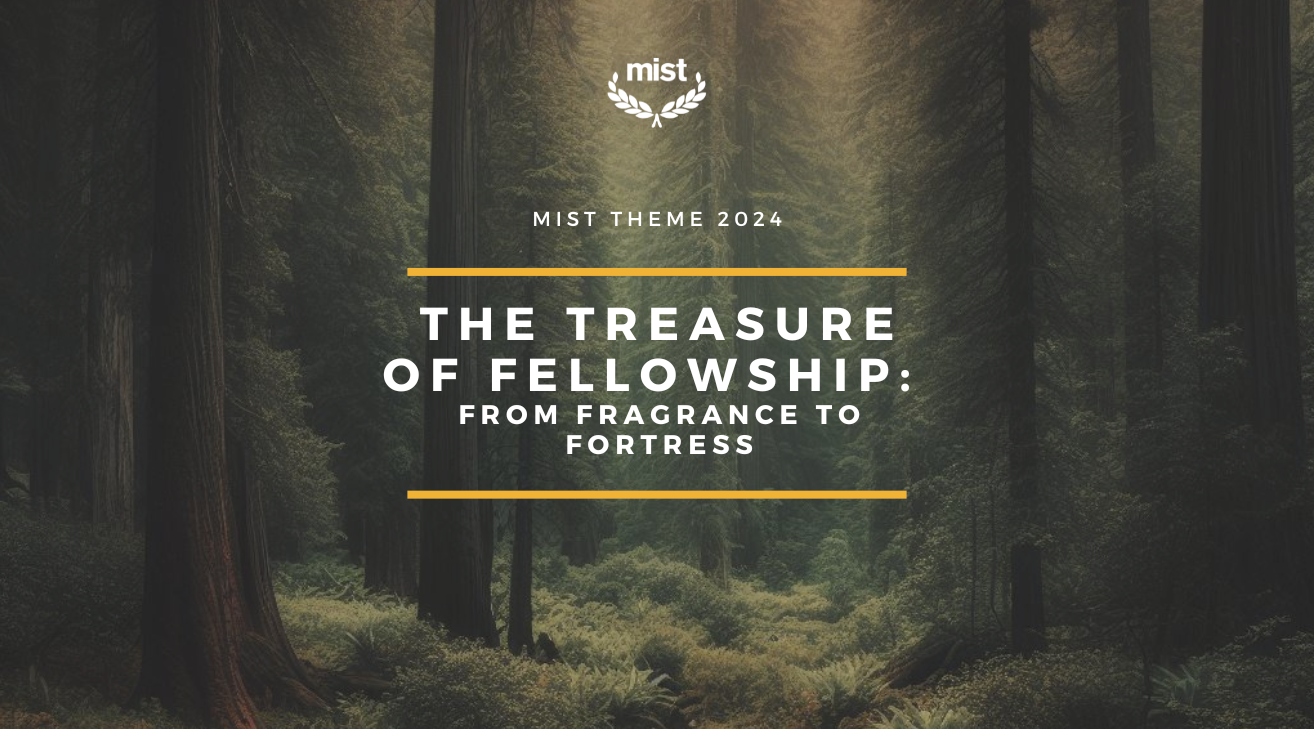 mist
MIST THEME 2024
THE TREASURE
OF FELLOWSHIP:
FROM FRAGRANCE TO
FORTRESS